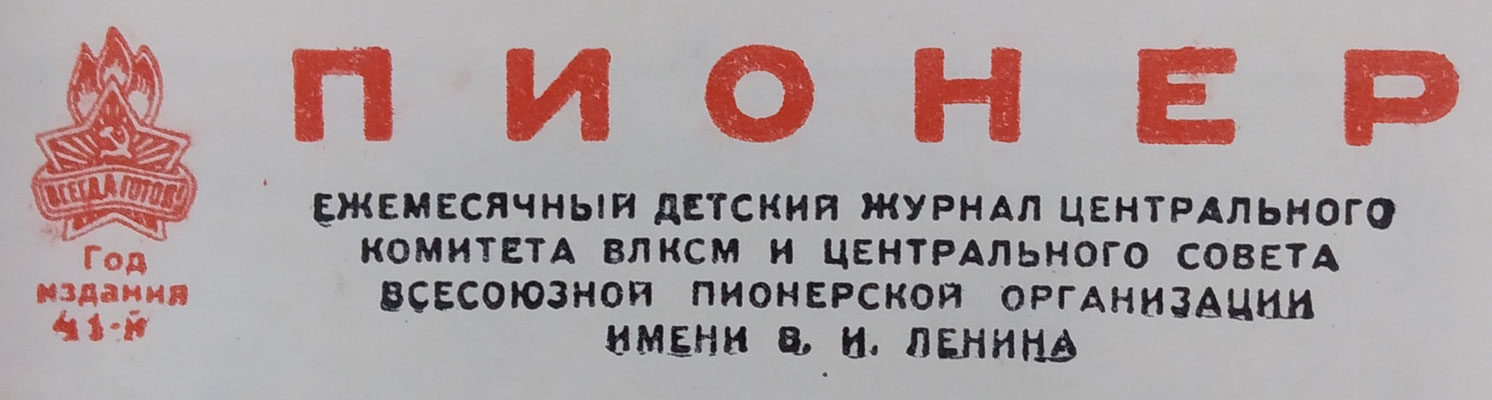 ПИОНЕР
ВСЕГДА ГОТОВ!
Год
издания
41-й
ЕЖЕМЕСЯЧНЫЙ ДЕТСКИЙ ЖУРНАЛ ЦЕНТРАЛЬНОГО
КОМИТЕТА ВЛКСМ И ЦЕНТРАЛЬНОГО СОВЕТА
ВСЕСОЮЗНОЙ ПИОНЕРСКОЙ ОРГАНИЗАЦИИ
ИМЕНИ В. И. ЛЕНИНА